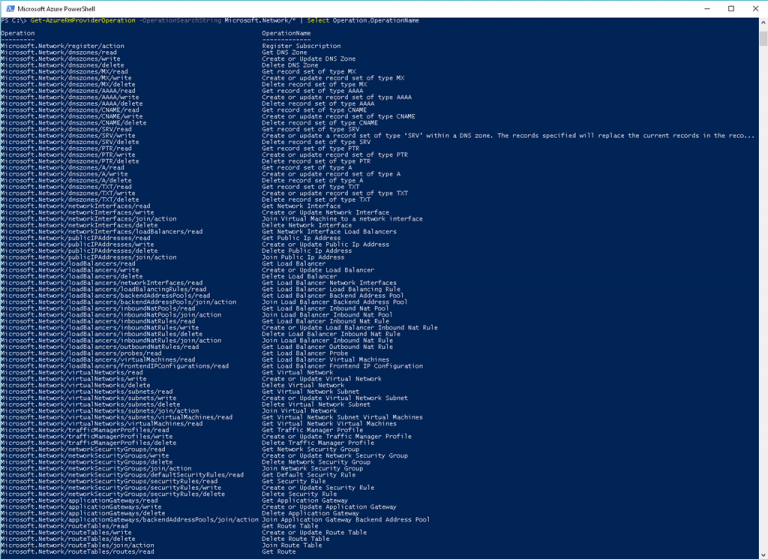 Microsoft Azure PowerShell
PS C:\> Get-AzureRmProviderOperation -OperationSearchString Microsoft.Network/* | Select Operation,OperationName
Operation OperationName
--------- -------------
Microsoft.Network/register/action Register Subscription
Microsoft.Network/dnszones/read Get DNS Zone
Microsoft.Network/dnszones/write Create or Update DNS Zone
Microsoft.Network/dnszones/delete Delete DNS Zone
Microsoft.Network/dnszones/MX/read Get record set of type MX
Microsoft.Network/dnszones/MX/write Create or update record set of type MX
Microsoft.Network/dnszones/MX/delete Delete record set of type MX
Microsoft.Network/dnszones/AAAA/read Get record set of type AAAA
Microsoft.Network/dnszones/AAAA/write Create or update record set of type AAAA
Microsoft.Network/dnszones/AAAA/delete Delete record set of type AAAA
Microsoft.Network/dnszones/CNAME/read Get record set of type CNAME
Microsoft.Network/dnszones/CNAME/write Create or update record set of type CNAME
Microsoft.Network/dnszones/CNAME/delete Delete record set of type CNAME
Microsoft.Network/dnszones/SRV/read Get record set of type SRV
Microsoft.Network/dnszones/SRV/write Create or update a record set of type 'SRV' within a DNS zone. The records specified will replace the current records in the reco...
Microsoft.Network/dnszones/SRV/delete Delete record set of type SRV
Microsoft.Network/dnszones/PTR/read Get record set of type PTR
Microsoft.Network/dnszones/PTR/write Create or update record set of type PTR
Microsoft.Network/dnszones/PTR/delete Delete record set of type PTR
Microsoft.Network/dnszones/A/read Get record set of type A
Microsoft.Network/dnszones/A/write Create or update record set of type A
Microsoft.Network/dnszones/A/delete Delete record set of type A
Microsoft.Network/dnszones/TXT/read Get record set of type TXT
Microsoft.Network/dnszones/TXT/write Create or update record set of type TXT
Microsoft.Network/dnszones/TXT/delete Delete record set of type TXT
Microsoft.Network/networkInterfaces/read Get Network Interface
Microsoft.Network/networkInterfaces/write Create or Update Network Interface
Microsoft.Network/networkInterfaces/join/action Join Virtual Machine to a network interface
Microsoft.Network/networkInterfaces/delete Delete Network Interface
Microsoft.Network/networkInterfaces/loadBalancers/read Get Network Interface Load Balancers
Microsoft.Network/publicIPAddresses/read Get Public Ip Address
Microsoft.Network/publicIPAddresses/write Create or Update Public Ip Address
Microsoft.Network/publicIPAddresses/delete Delete Public Ip Address
Microsoft.Network/publicIPAddresses/join/action Join Public Ip Address
Microsoft.Network/loadBalancers/read Get Load Balancer
Microsoft.Network/loadBalancers/write Create or Update Load Balancer
Microsoft.Network/loadBalancers/delete Delete Load Balancer
Microsoft.Network/loadBalancers/networkInterfaces/read Get Load Balancer Network Interfaces
Microsoft.Network/loadBalancers/loadBalancingRules/read Get Load Balancer Load Balancing Rule
Microsoft.Network/loadBalancers/backendAddressPools/read Get Load Balancer Backend Address Pool
Microsoft.Network/loadBalancers/backendAddressPools/join/action Join Load Balancer Backend Address Pool
Microsoft.Network/loadBalancers/inboundNatPools/read Get Load Balancer Inbound Nat Pool
Microsoft.Network/loadBalancers/inboundNatPools/join/action Join Load Balancer Inbound Nat Pool
Microsoft.Network/loadBalancers/inboundNatRules/read Get Load Balancer Inbound Nat Rule
Microsoft.Network/loadBalancers/inboundNatRules/write Create or Update Load Balancer Inbound Nat Rule
Microsoft.Network/loadBalancers/inboundNatRules/delete Delete Load Balancer Inbound Nat Rule
Microsoft.Network/loadBalancers/inboundNatRules/join/action Join Load Balancer Inbound Nat Rule
Microsoft.Network/loadBalancers/outboundNatRules/read Get Load Balancer Outbound Nat Rule
Microsoft.Network/loadBalancers/probes/read Get Load Balancer Probe
Microsoft.Network/loadBalancers/virtualMachines/read Get Load Balancer Virtual Machines
Microsoft.Network/loadBalancers/frontendIPConfigurations/read Get Load Balancer Frontend IP Configuration
Microsoft.Network/virtualNetworks/read Get Virtual Network
Microsoft.Network/virtualNetworks/write Create or Update Virtual Network
Microsoft.Network/virtualNetworks/delete Delete Virtual Network
Microsoft.Network/virtualNetworks/subnets/read Get Virtual Network Subnet
Microsoft.Network/virtualNetworks/subnets/write Create or Update Virtual Network Subnet
Microsoft.Network/virtualNetworks/subnets/delete Delete Virtual Network Subnet
Microsoft.Network/virtualNetworks/subnets/join/action Join Virtual Network
Microsoft.Network/virtualNetworks/subnets/virtualMachines/read Get Virtual Network Subnet Virtual Machines
Microsoft.Network/virtualNetworks/virtualMachines/read Get Virtual Network Virtual Machines
Microsoft.Network/trafficManagerProfiles/read Get Traffic Manager Profile
Microsoft.Network/trafficManagerProfiles/write Create or Update Traffic Manager Profile
Microsoft.Network/trafficManagerProfiles/delete Delete Traffic Manager Profile
Microsoft.Network/networkSecurityGroups/read Get Network Security Group
Microsoft.Network/networkSecurityGroups/write Create or Update Network Security Group
Microsoft.Network/networkSecurityGroups/delete Delete Network Security Group
Microsoft.Network/networkSecurityGroups/join/action Join Network Security Group
Microsoft.Network/networkSecurityGroups/defaultSecurityRules/read Get Default Security Rule
Microsoft.Network/networkSecurityGroups/securityRules/read Get Security Rule
Microsoft.Network/networkSecurityGroups/securityRules/write Create or Update Security Rule
Microsoft.Network/networkSecurityGroups/securityRules/delete Delete Security Rule
Microsoft.Network/applicationGateways/read Get Application Gateway
Microsoft.Network/applicationGateways/write Create or Update Application Gateway
Microsoft.Network/applicationGateways/delete Delete Application Gateway
Microsoft.Network/applicationGateways/backendAddressPools/join/action Join Application Gateway Backend Address Pool
Microsoft.Network/routeTables/read Get Route Table
Microsoft.Network/routeTables/write Create or Update Route Table
Microsoft.Network/routeTables/delete Delete Route Table
Microsoft.Network/routeTables/join/action Join Route Table
Microsoft.Network/routeTables/routes/read Get Route